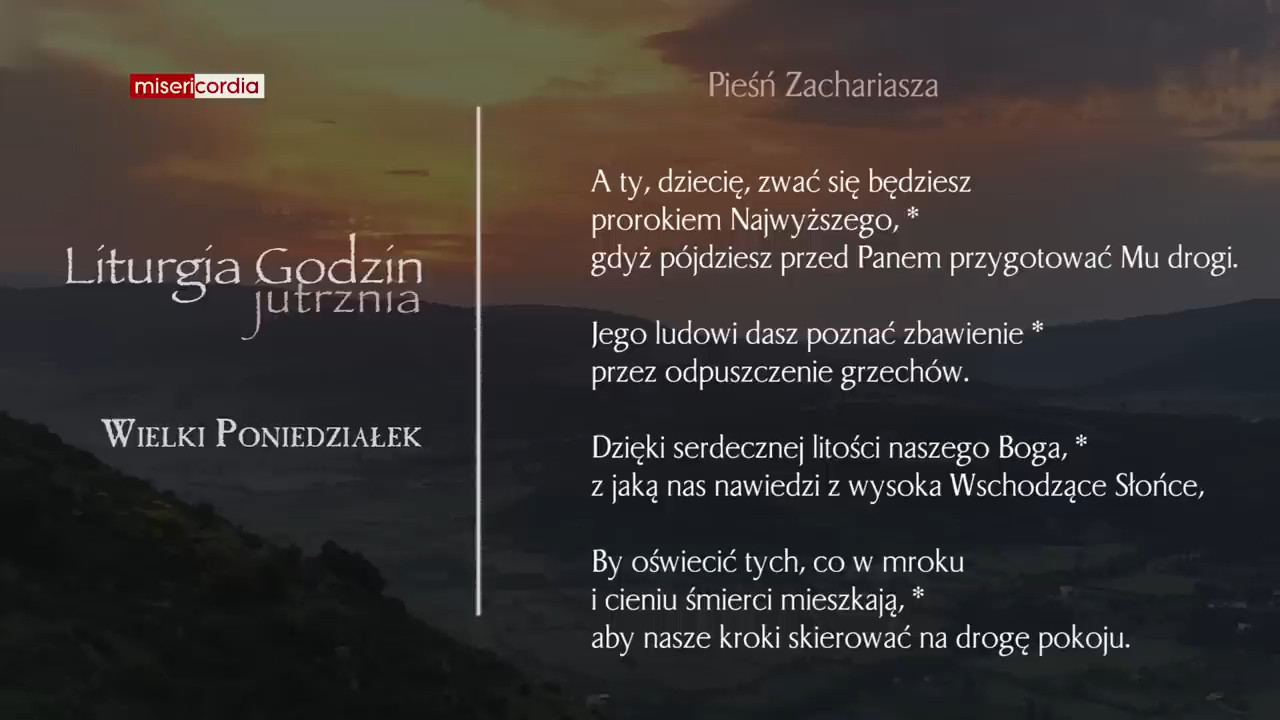 misericordia
Liturgia Godzin
jutrznia
Wielki Poniedziałek
Pieśń Zachariasza
A ty, dziecię, zwać się będziesz
prorokiem Najwyższego, *
gdyż pójdziesz przed Panem przygotować Mu drogi.
Jego ludowi dasz poznać zbawienie *
przez odpuszczenie grzechów.
Dzięki serdecznej litości naszego Boga, *
z jaką nas nawiedzi z wysoka Wschodzące Słońce,
By oświecić tych, co w mroku
i cieniu śmierci mieszkają, *
aby nasze kroki skierować na drogę pokoju.